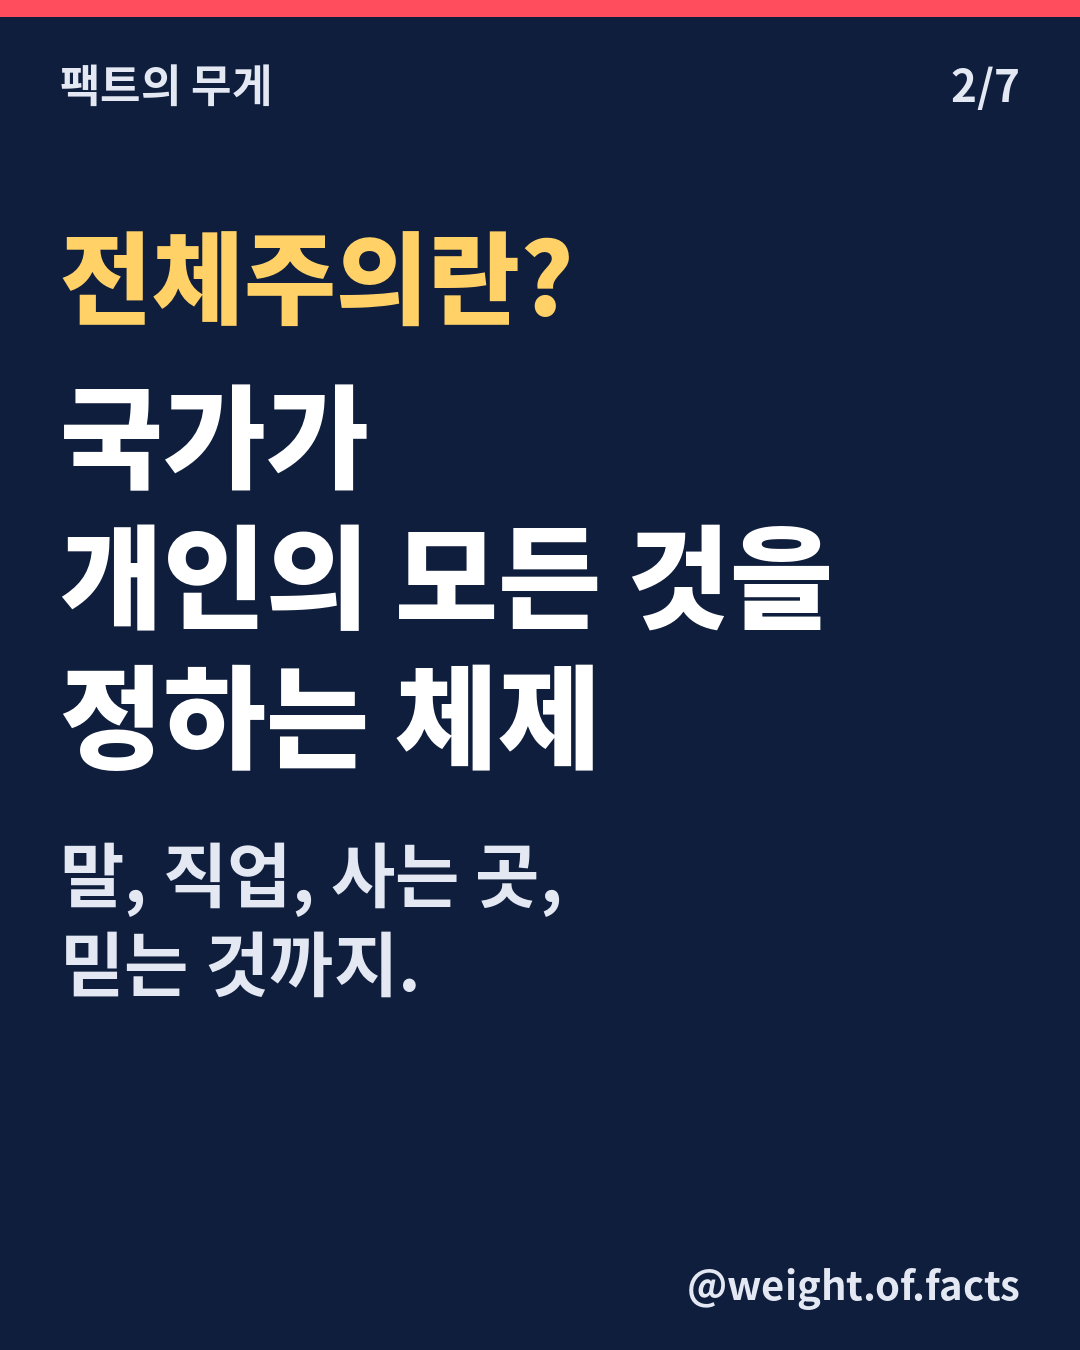 팩트의 무게
2/7
전체주의란?
국가가
개인의 모든 것을
정하는 체제
말, 직업, 사는 곳,
믿는 것까지.
@weight.of.facts